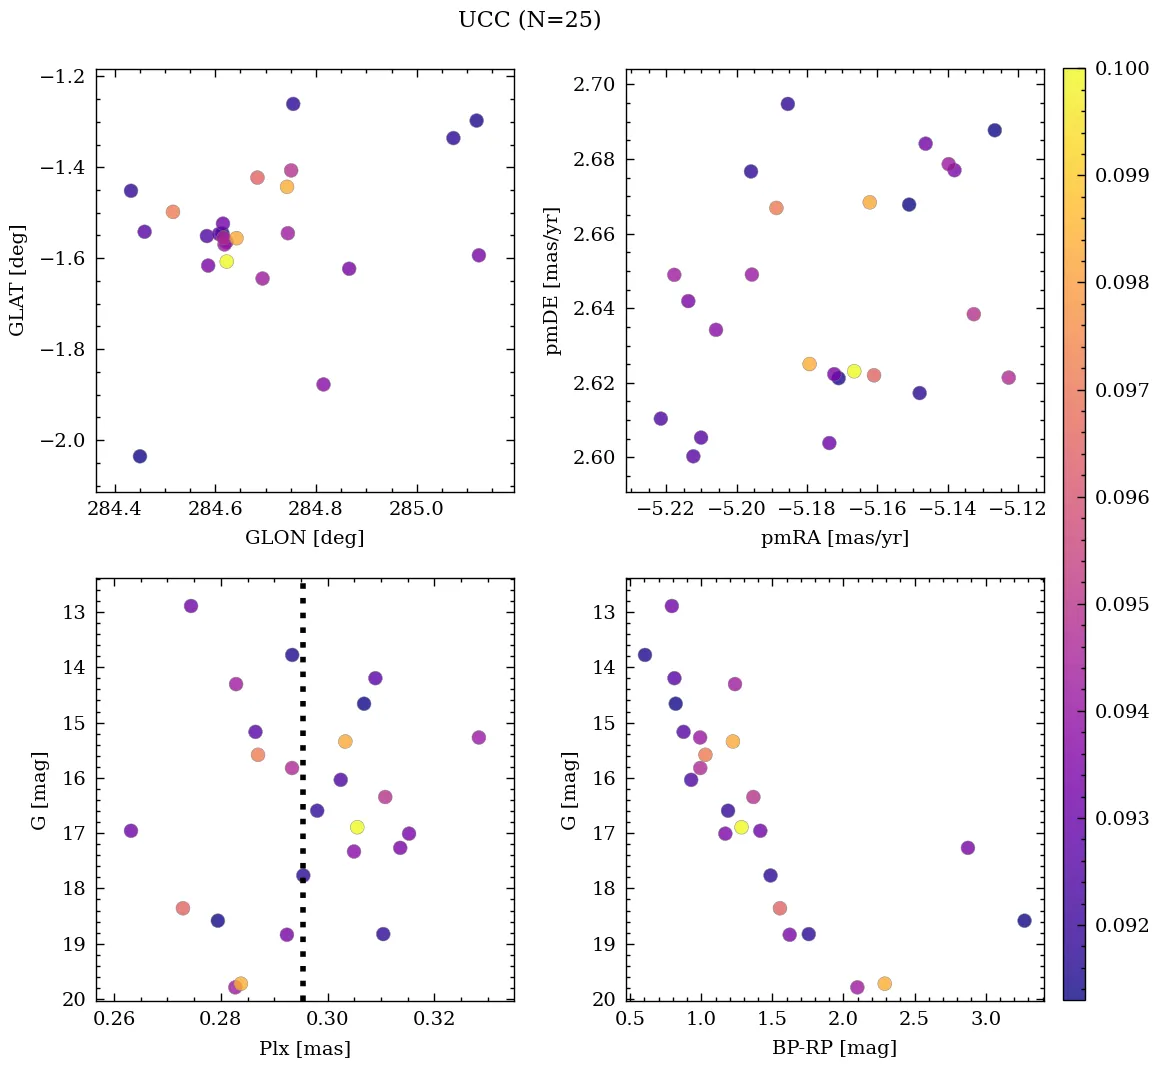 UCC (N=25)
−1.2
−1.4
−1.6
−1.8
−2.0
GLAT [deg]
284.4 284.6 284.8 285.0
GLON [deg]
2.70
2.68
2.66
2.64
2.62
2.60
pmDE [mas/yr]
−5.22 −5.20 −5.18 −5.16 −5.14 −5.12
pmRA [mas/yr]
13
14
15
16
17
18
19
20
G [mag]
0.26 0.28 0.30 0.32
Plx [mas]
13
14
15
16
17
18
19
20
G [mag]
0.5 1.0 1.5 2.0 2.5 3.0
BP-RP [mag]
0.100
0.099
0.098
0.097
0.096
0.095
0.094
0.093
0.092